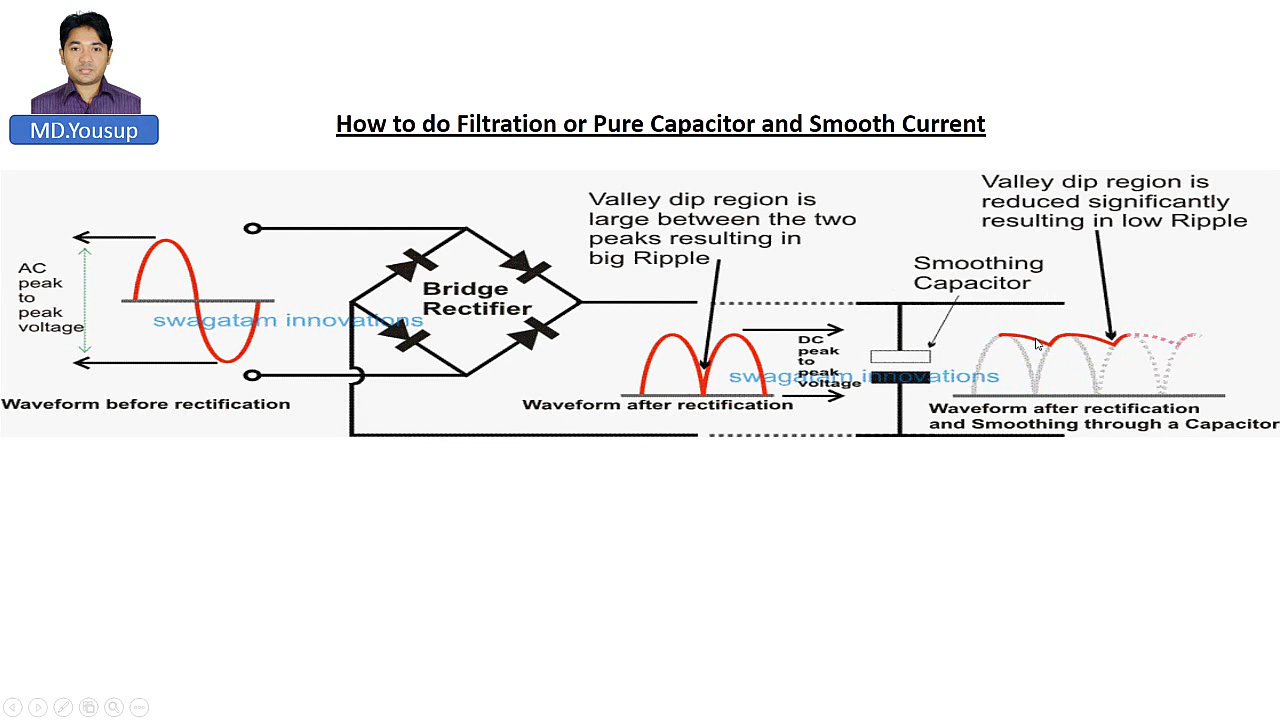 MD.Yousup
How to do Filtration or Pure Capacitor and Smooth Current
AC
peak
to
peak
voltage
Waveform before rectification
Bridge
Rectifier
swagatam innovations
Valley dip region is
large between the two
peaks resulting in
big Ripple
DC
peak
to
peak
voltage
Waveform after rectification
swagatam innovations
Smoothing
Capacitor
Valley dip region is
reduced significantly
resulting in low Ripple
Waveform after rectification
and Smoothing through a Capacitor